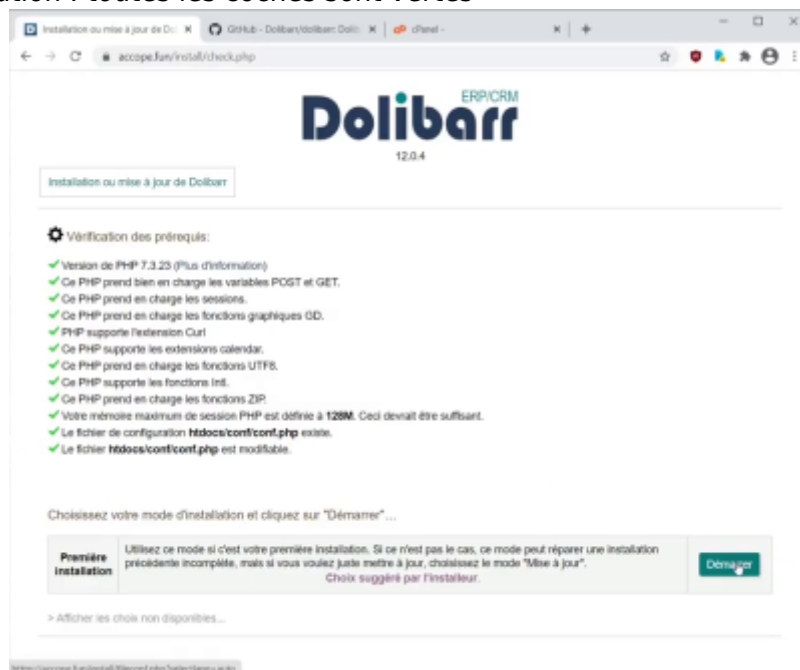 ation : toutes les coches sont vertes
Installation ou mise à jour de Do
GitHub - Dolibarr/dolibarr: Dolib
cPanel -
accope.fun/install/check.php
Dolibarr
ERP/CRM
12.0.4
Installation ou mise à jour de Dolibarr
Vérification des prérequis:
Version de PHP 7.3.23 (Plus d'information)
Ce PHP prend bien en charge les variables POST et GET.
Ce PHP prend en charge les sessions.
Ce PHP prend en charge les fonctions graphiques GD.
PHP supporte l'extension Curl
Ce PHP supporte les extensions calendar.
Ce PHP prend en charge les fonctions UTF8.
Ce PHP supporte les fonctions Intl.
Ce PHP prend en charge les fonctions ZIP.
Votre mémoire maximum de session PHP est définie à 128M. Ceci devrait être suffisant.
Le fichier de configuration htdocs/conf/conf.php existe.
Le fichier htdocs/conf/conf.php est modifiable.
Choisissez votre mode d'installation et cliquez sur "Démarrer"...
Première installation
Utilisez ce mode si c'est votre première installation. Si ce n'est pas le cas, ce mode peut réparer une installation
précédente incomplète, mais si vous voulez juste mettre à jour, choisissez le mode "Mise à jour".
Choix suggéré par l'installeur.
Démarrer
> Afficher les choix non disponibles...